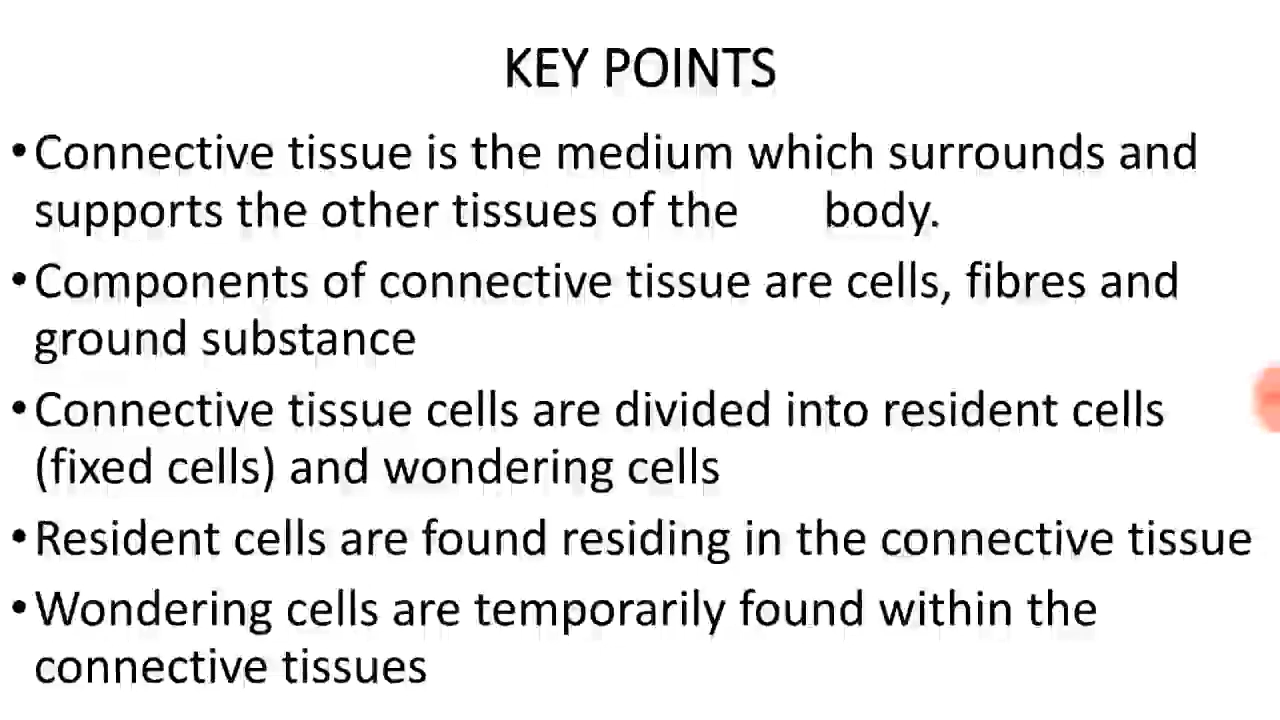 KEY POINTS
•Connective tissue is the medium which surrounds and
supports the other tissues of the body.
•Components of connective tissue are cells, fibres and
ground substance
•Connective tissue cells are divided into resident cells
(fixed cells) and wondering cells
•Resident cells are found residing in the connective tissue
•Wondering cells are temporarily found within the
connective tissues